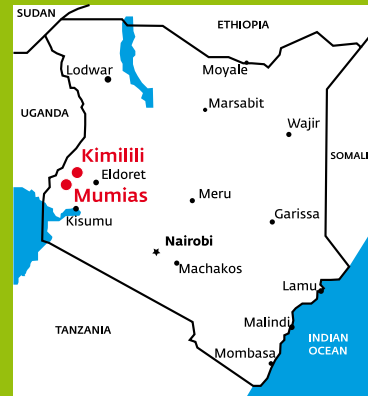 SUDAN
ETHIOPIA
Lodwar
Moyale
Marsabit
UGANDA
Wajir
Kimilili
SOMALI
Eldoret
Mumias
Meru
Kisumu
Garissa
Nairobi
Machakos
Lamu
Malindi
TANZANIA
INDIAN
OCEAN
Mombasa